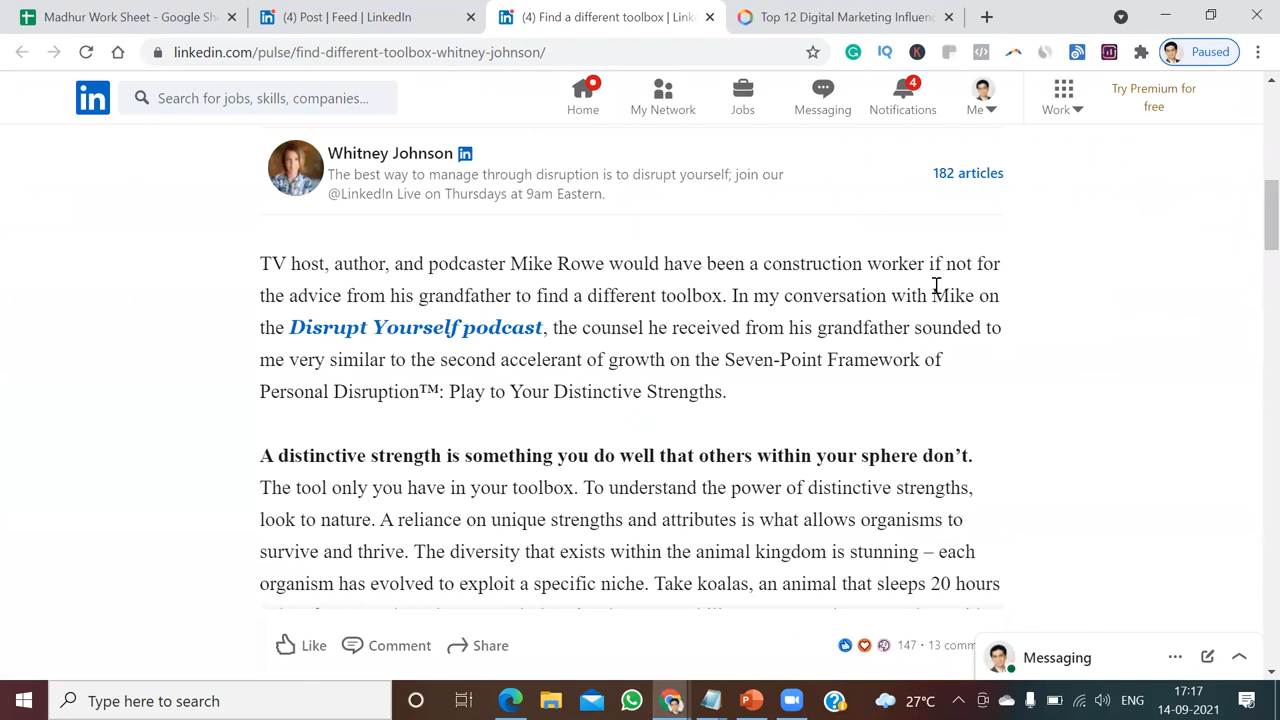 Madhur Work Sheet - Google She
(4) Post | Feed | LinkedIn
(4) Find a different toolbox | Link
Top 12 Digital Marketing Influenc
linkedin.com/pulse/find-different-toolbox-whitney-johnson/
Paused
in
Search for jobs, skills, companies...
Home
My Network
Jobs
Messaging
4
Notifications
Me
Work
Try Premium for
free
Whitney Johnson in
The best way to manage through disruption is to disrupt yourself; join our
@LinkedIn Live on Thursdays at 9am Eastern.
182 articles
TV host, author, and podcaster Mike Rowe would have been a construction worker if not for
the advice from his grandfather to find a different toolbox. In my conversation with Mike on
the Disrupt Yourself podcast, the counsel he received from his grandfather sounded to
me very similar to the second accelerant of growth on the Seven-Point Framework of
Personal Disruption™: Play to Your Distinctive Strengths.
A distinctive strength is something you do well that others within your sphere don’t.
The tool only you have in your toolbox. To understand the power of distinctive strengths,
look to nature. A reliance on unique strengths and attributes is what allows organisms to
survive and thrive. The diversity that exists within the animal kingdom is stunning – each
organism has evolved to exploit a specific niche. Take koalas, an animal that sleeps 20 hours
Like
Comment
Share
147 · 13 comm
Messaging
Type here to search
27°C
ENG
17:17
14-09-2021